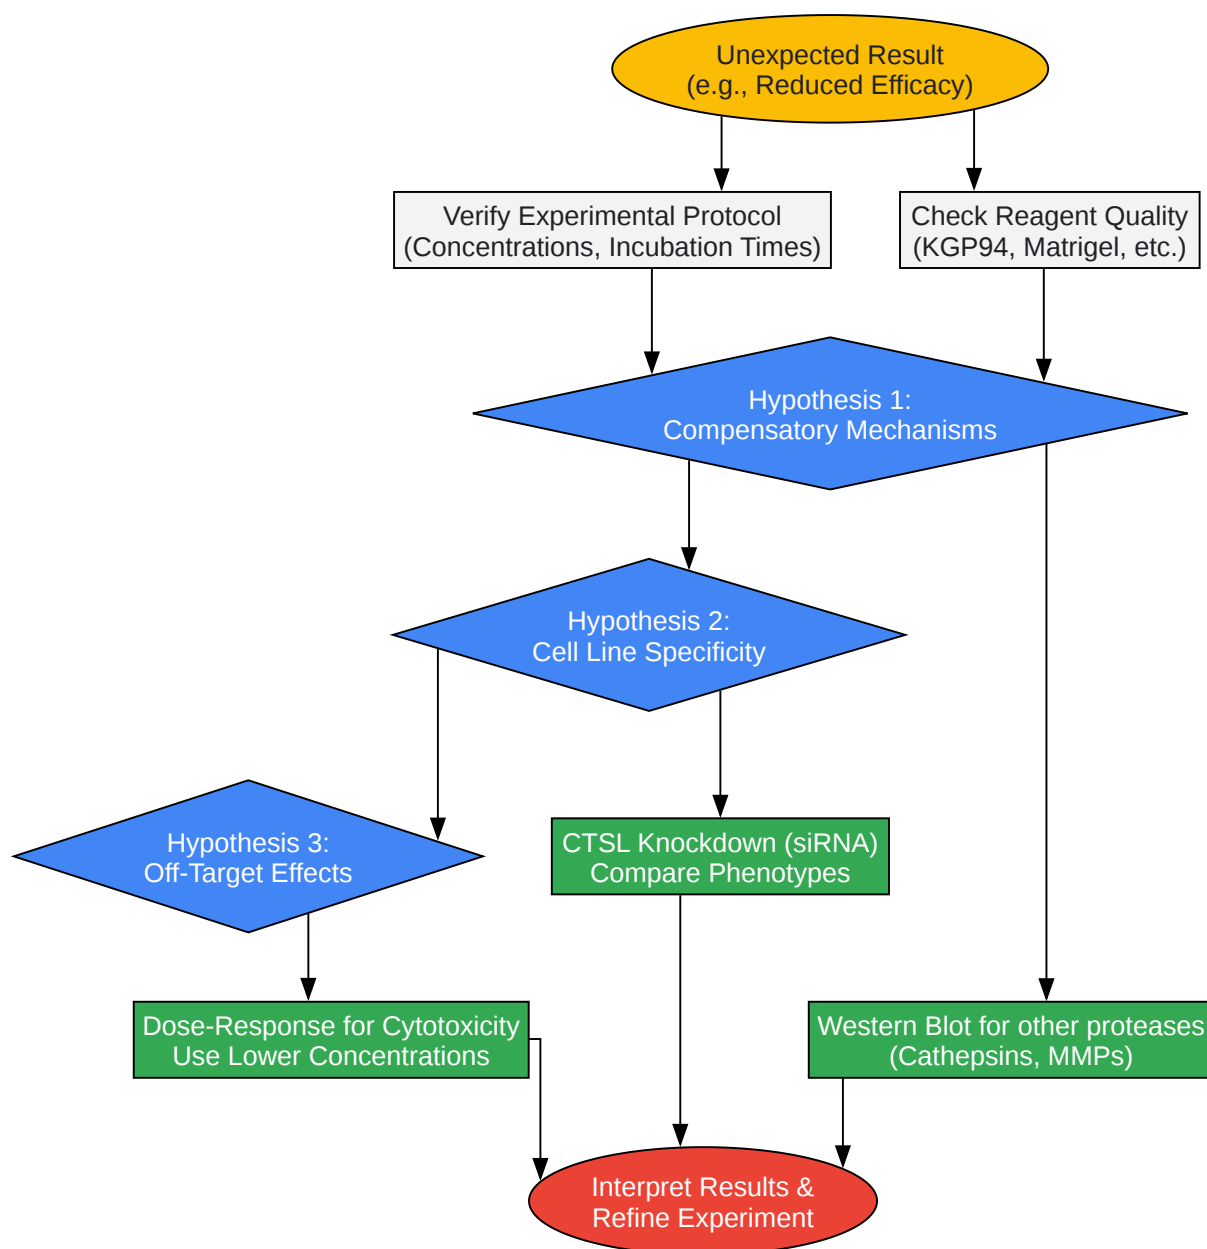 Unexpected Result
(e.g., Reduced Efficacy)
Verify Experimental Protocol
(Concentrations, Incubation Times)
Check Reagent Quality
(KGP94, Matrigel, etc.)
Hypothesis 1:
Compensatory Mechanisms
Hypothesis 2:
Cell Line Specificity
Hypothesis 3:
Off-Target Effects
CTSL Knockdown (siRNA)
Compare Phenotypes
Dose-Response for Cytotoxicity
Use Lower Concentrations
Western Blot for other proteases
(Cathepsins, MMPs)
Interpret Results &
Refine Experiment